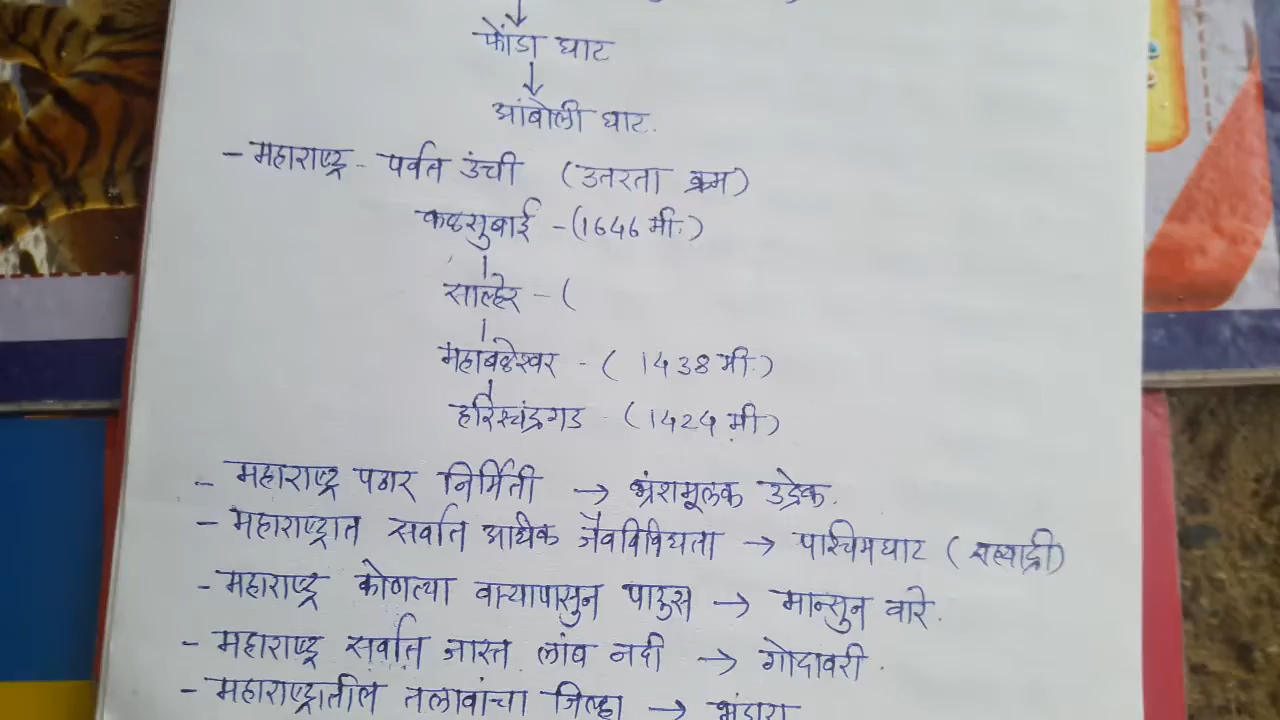 ↓
फोंडा घाट
↓
आंबोली घाट.
- महाराष्ट्र - पर्वत उंची (उतरता क्रम)
कळसुबाई - (1646 मी.)
साल्हेर - (
महाबळेश्वर - ( 1438 मी.)
हरिश्चंद्रगड - (1424 मी)
- महाराष्ट्र पठार निर्मिती → भ्रंशमूलक उद्रेक.
- महाराष्ट्रात सर्वात अधिक जैवविविधता → पश्चिमघाट ( सह्याद्री)
- महाराष्ट्र कोणत्या वाऱ्यापासुन पाउस → मान्सुन वारे.
- महाराष्ट्र सर्वात जास्त लांब नदी → गोदावरी.
- महाराष्ट्रातील तलावांचा जिल्हा → भंडारा